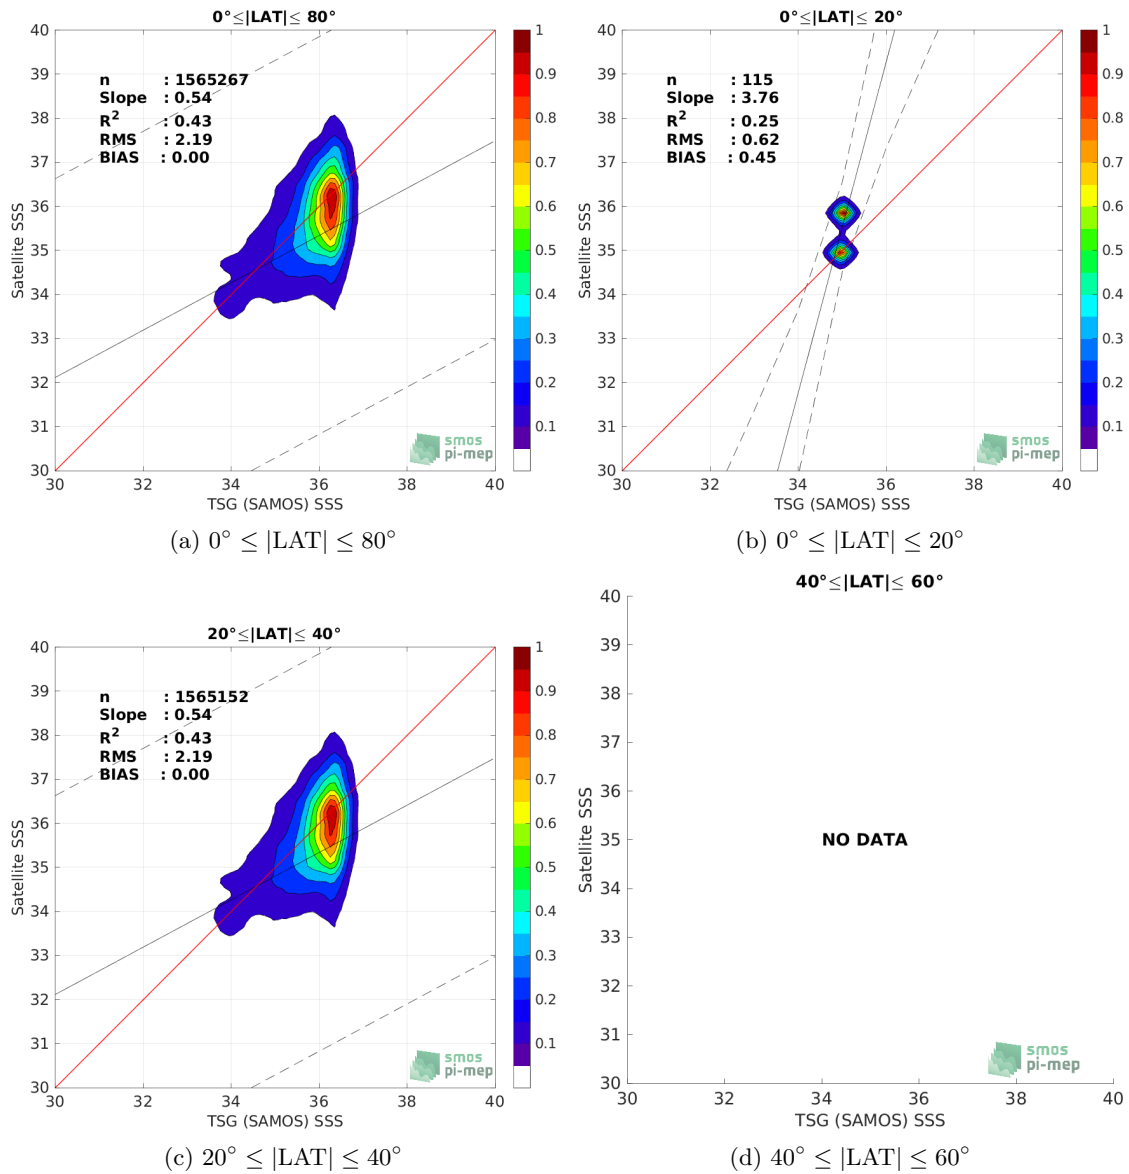 0°≤|LAT|≤ 80°
40
39
38
37
36
35
34
33
32
31
30
Satellite SSS
n : 1565267
Slope : 0.54
R² : 0.43
RMS : 2.19
BIAS : 0.00
smos
pi-mep
30 32 34 36 38 40
TSG (SAMOS) SSS
1
0.9
0.8
0.7
0.6
0.5
0.4
0.3
0.2
0.1
(a) 0° ≤ |LAT| ≤ 80°
0°≤|LAT|≤ 20°
40
39
38
37
36
35
34
33
32
31
30
Satellite SSS
n : 115
Slope : 3.76
R² : 0.25
RMS : 0.62
BIAS : 0.45
smos
pi-mep
30 32 34 36 38 40
TSG (SAMOS) SSS
1
0.9
0.8
0.7
0.6
0.5
0.4
0.3
0.2
0.1
(b) 0° ≤ |LAT| ≤ 20°
20°≤|LAT|≤ 40°
40
39
38
37
36
35
34
33
32
31
30
Satellite SSS
n : 1565152
Slope : 0.54
R² : 0.43
RMS : 2.19
BIAS : 0.00
smos
pi-mep
30 32 34 36 38 40
TSG (SAMOS) SSS
1
0.9
0.8
0.7
0.6
0.5
0.4
0.3
0.2
0.1
(c) 20° ≤ |LAT| ≤ 40°
40°≤|LAT|≤ 60°
40
39
38
37
36
35
34
33
32
31
30
Satellite SSS
NO DATA
smos
pi-mep
30 32 34 36 38 40
TSG (SAMOS) SSS
(d) 40° ≤ |LAT| ≤ 60°